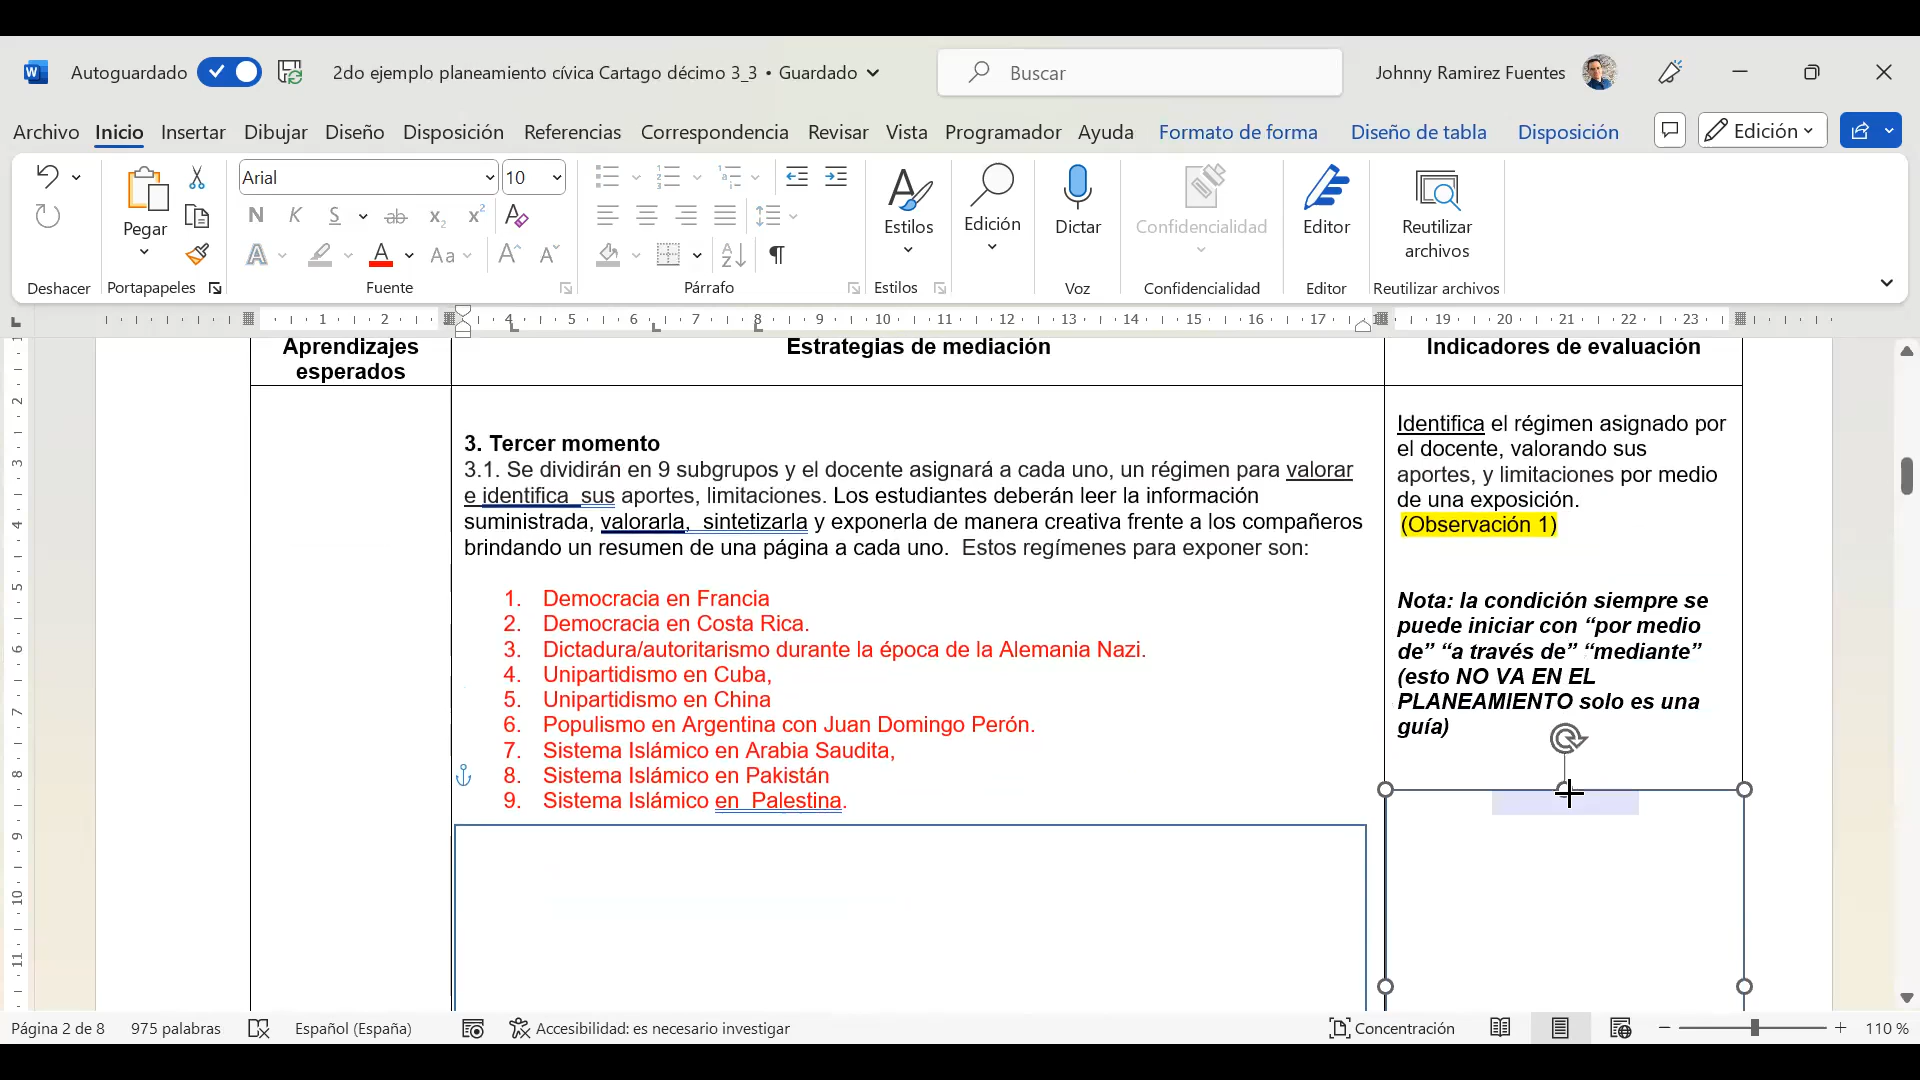 Autoguardado
2do ejemplo planeamiento cívica Cartago décimo 3_3 • Guardado
Buscar
Johnny Ramirez Fuentes
Archivo Inicio Insertar Dibujar Diseño Disposición Referencias Correspondencia Revisar Vista Programador Ayuda Formato de forma Diseño de tabla Disposición
Edición
Pegar
Arial
10
Estilos
Edición
Dictar
Confidencialidad
Editor
Reutilizar
archivos
Deshacer
Portapapeles
Fuente
Párrafo
Estilos
Voz
Confidencialidad
Editor
Reutilizar archivos
Aprendizajes
esperados
Estrategias de mediación
Indicadores de evaluación
3. Tercer momento
3.1. Se dividirán en 9 subgrupos y el docente asignará a cada uno, un régimen para valorar
e identifica  sus aportes, limitaciones. Los estudiantes deberán leer la información
suministrada, valorarla,  sintetizarla y exponerla de manera creativa frente a los compañeros
brindando un resumen de una página a cada uno.  Estos regímenes para exponer son:
1. Democracia en Francia
2. Democracia en Costa Rica.
3. Dictadura/autoritarismo durante la época de la Alemania Nazi.
4. Unipartidismo en Cuba,
5. Unipartidismo en China
6. Populismo en Argentina con Juan Domingo Perón.
7. Sistema Islámico en Arabia Saudita,
8. Sistema Islámico en Pakistán
9. Sistema Islámico en  Palestina.
Identifica el régimen asignado por
el docente, valorando sus
aportes, y limitaciones por medio
de una exposición.
(Observación 1)
Nota: la condición siempre se
puede iniciar con “por medio
de” “a través de” “mediante”
(esto NO VA EN EL
PLANEAMIENTO solo es una
guía)
Página 2 de 8
975 palabras
Español (España)
Accesibilidad: es necesario investigar
Concentración
110 %